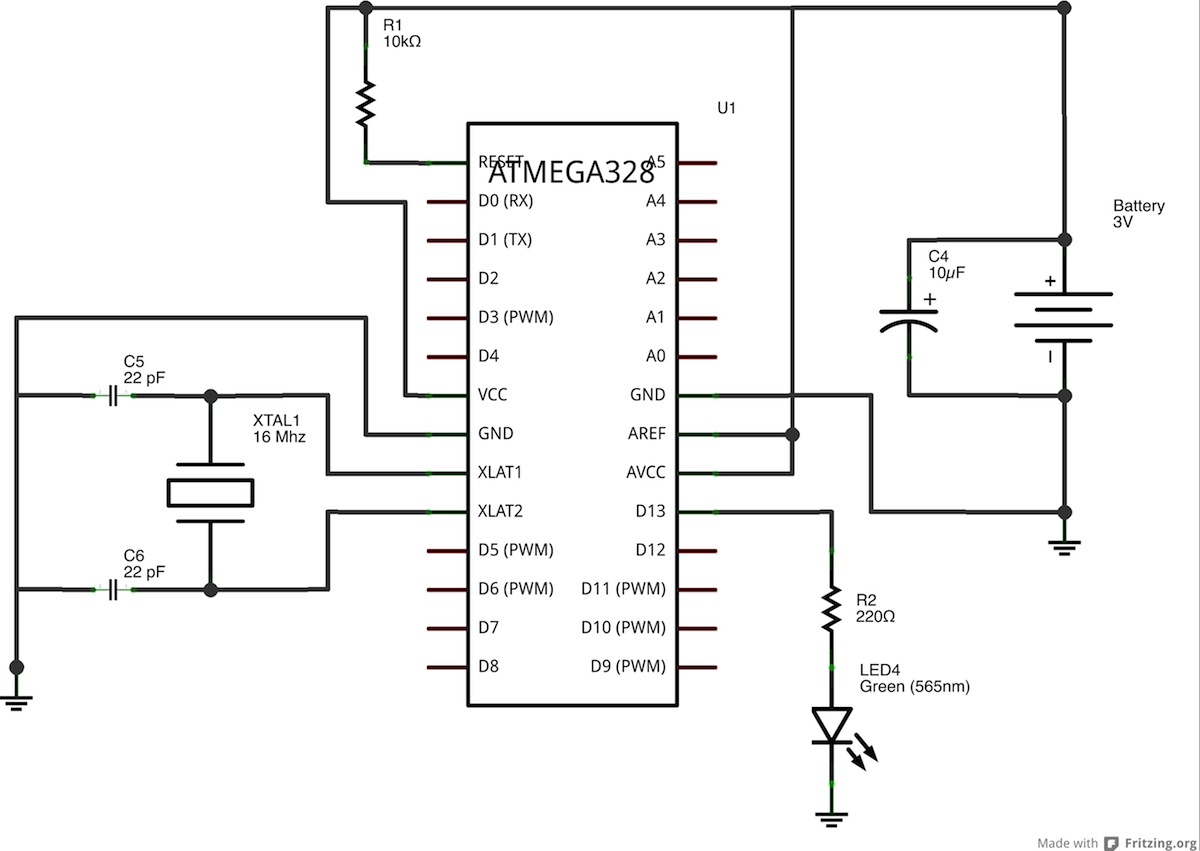 R1
10kΩ
U1
ATMEGA328
RESET
D0 (RX)
D1 (TX)
D2
D3 (PWM)
D4
VCC
GND
XLAT1
XLAT2
D5 (PWM)
D6 (PWM)
D7
D8
A5
A4
A3
A2
A1
A0
GND
AREF
AVCC
D13
D12
D11 (PWM)
D10 (PWM)
D9 (PWM)
C5
22 pF
XTAL1
16 Mhz
C6
22 pF
Battery
3V
C4
10µF
+
+
–
R2
220Ω
LED4
Green (565nm)
Made with Fritzing.org